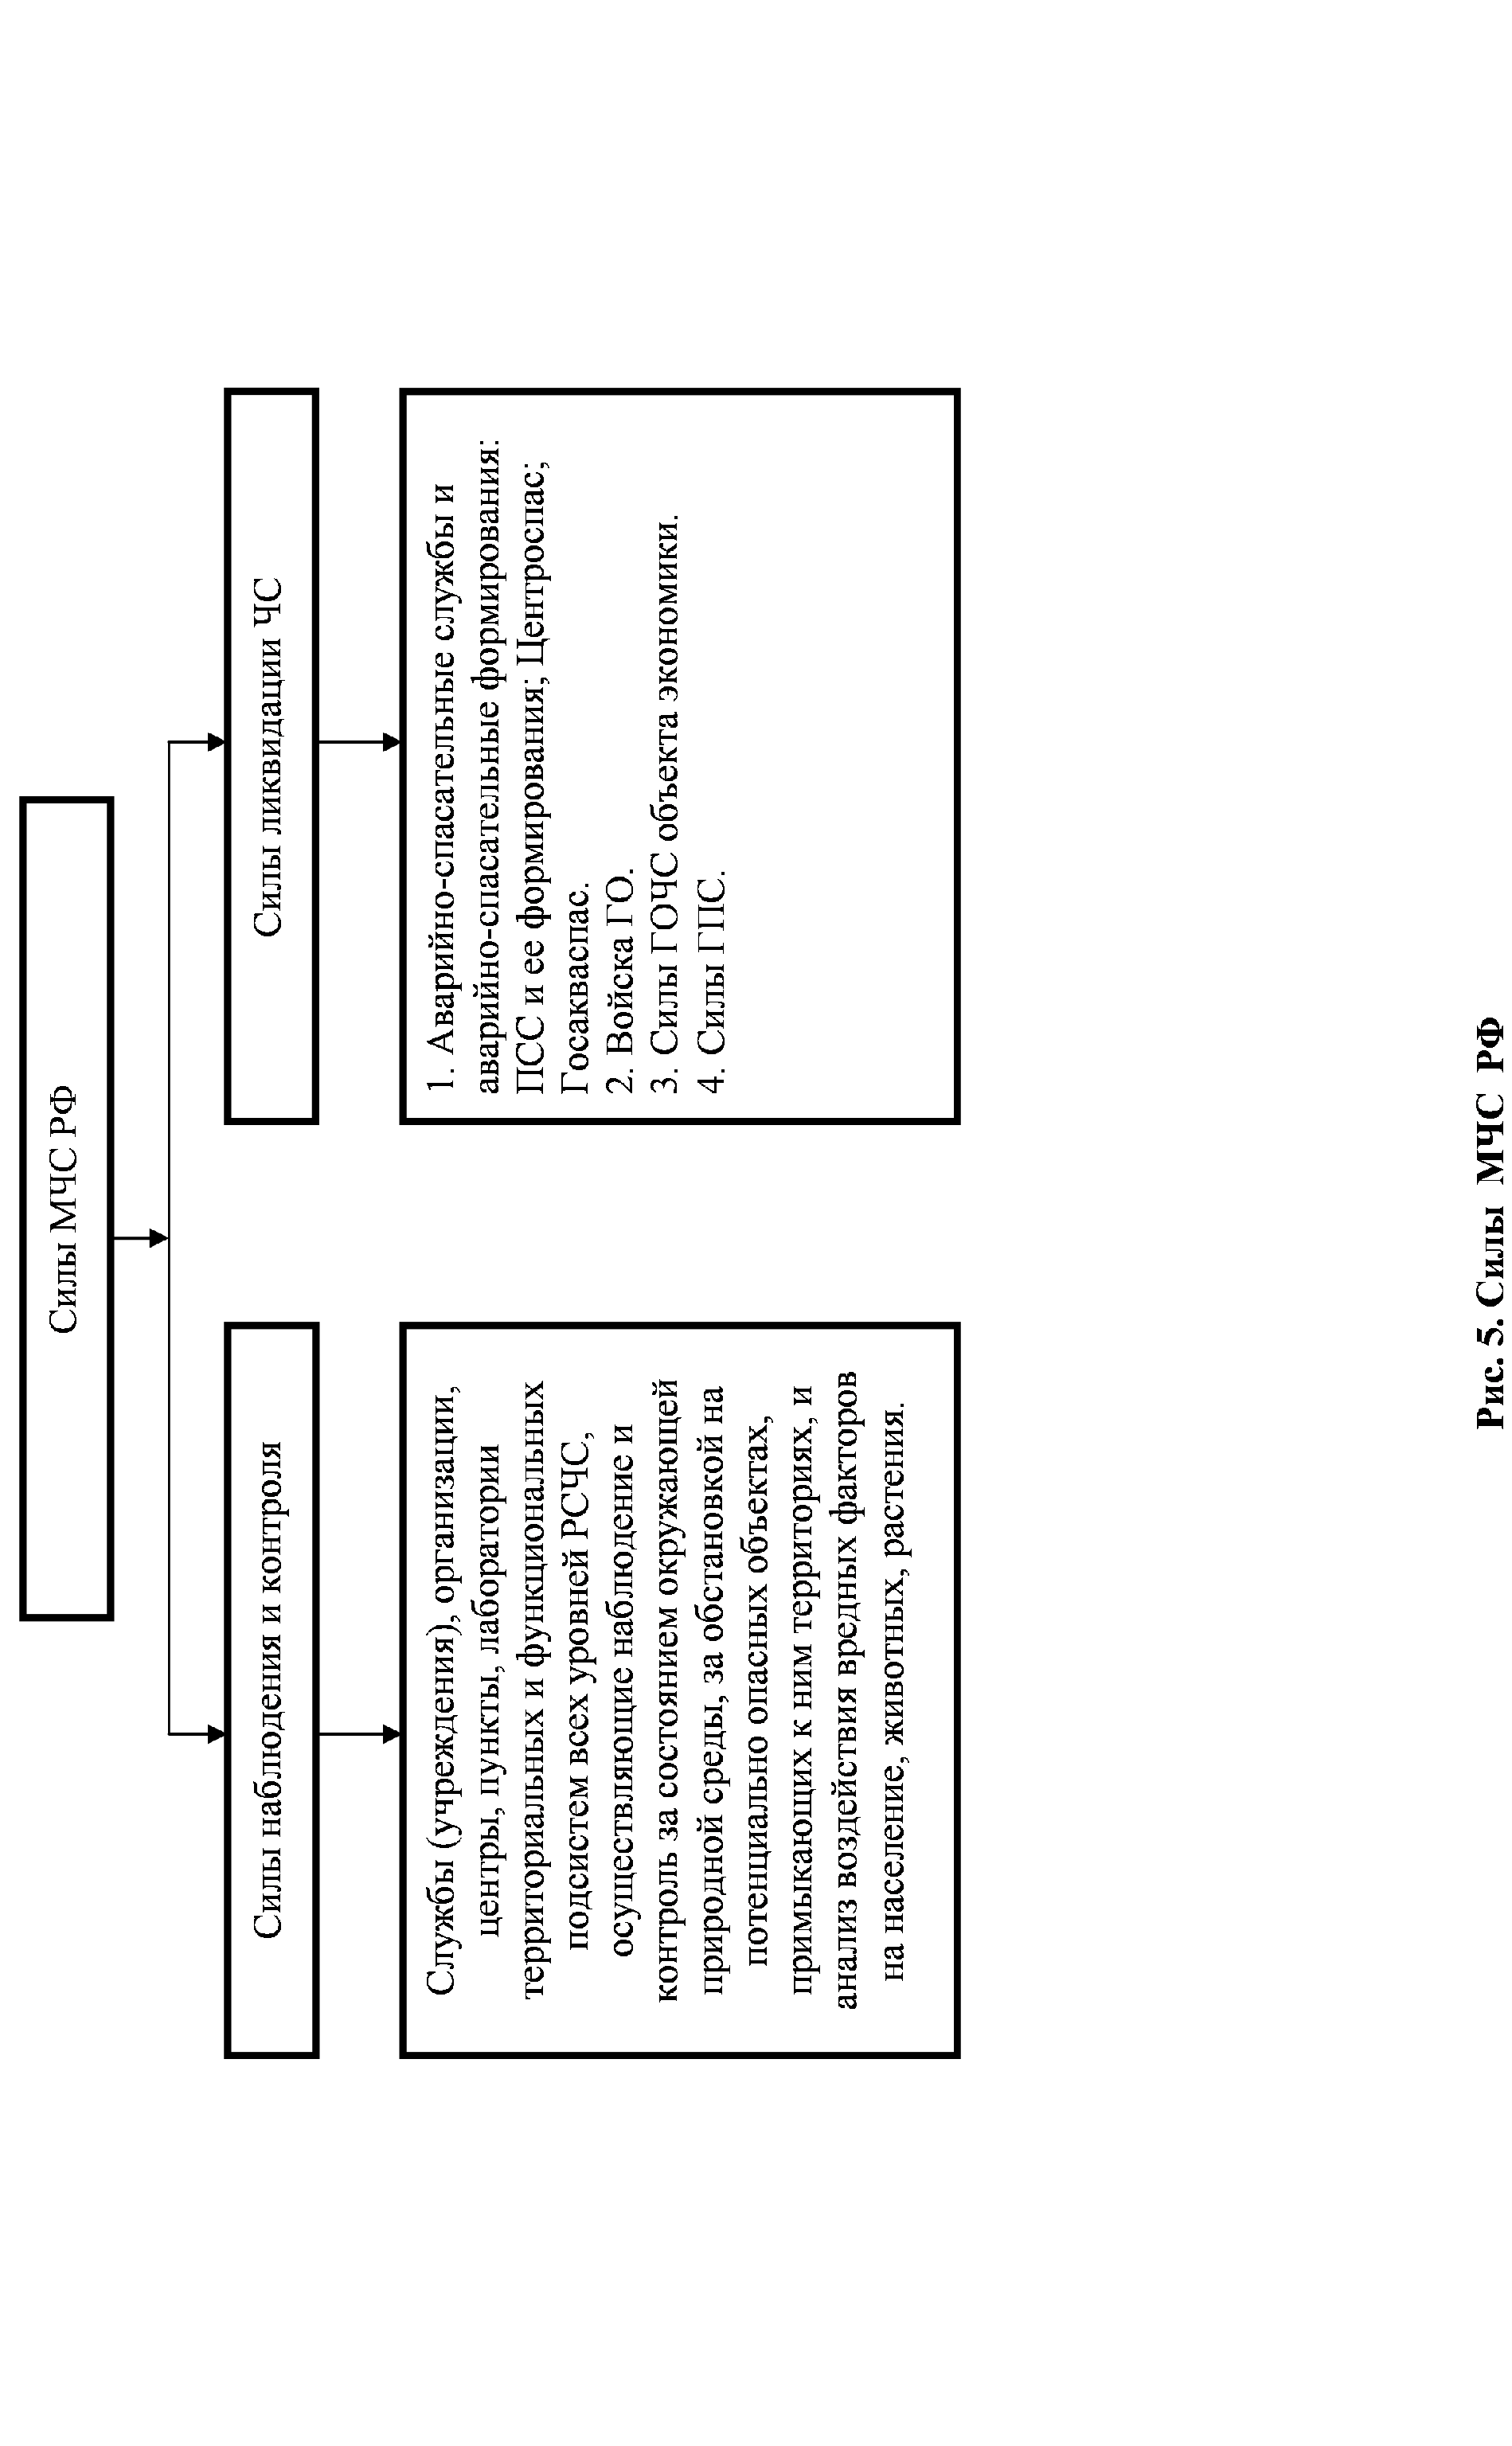 Силы МЧС РФ
Силы наблюдения и контроля
Службы (учреждения), организации,
центры, пункты, лаборатории
территориальных и функциональных
подсистем всех уровней РСЧС,
осуществляющие наблюдение и
контроль за состоянием окружающей
природной среды, за обстановкой на
потенциально опасных объектах,
примыкающих к ним территориях, и
анализ воздействия вредных факторов
на население, животных, растения.
Силы ликвидации ЧС
1. Аварийно-спасательные службы и
аварийно-спасательные формирования:
ПСС и ее формирования; Центроспас;
Госакваспас.
2. Войска ГО.
3. Силы ГОЧС объекта экономики.
4. Силы ГПС.
Рис. 5. Силы МЧС РФ